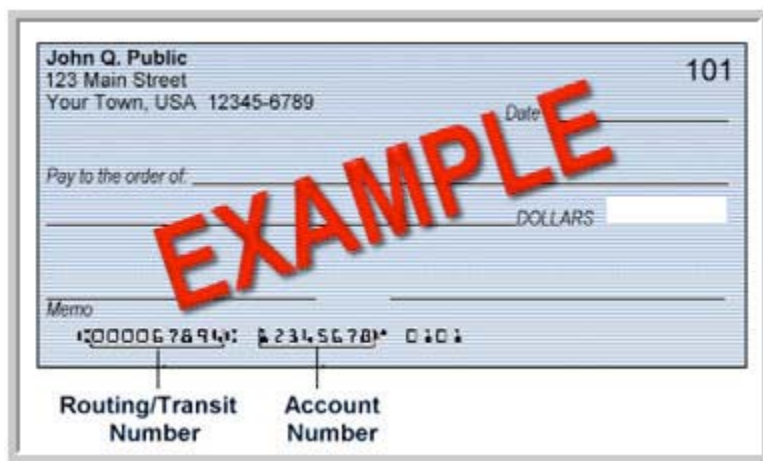 John Q. Public
101
123 Main Street
Your Town, USA 12345-6789
Date
EXAMPLE
Pay to the order of:
DOLLARS
Memo
⑆000067894⑆ 12345678⑈ 0101
Routing/Transit Account
Number Number